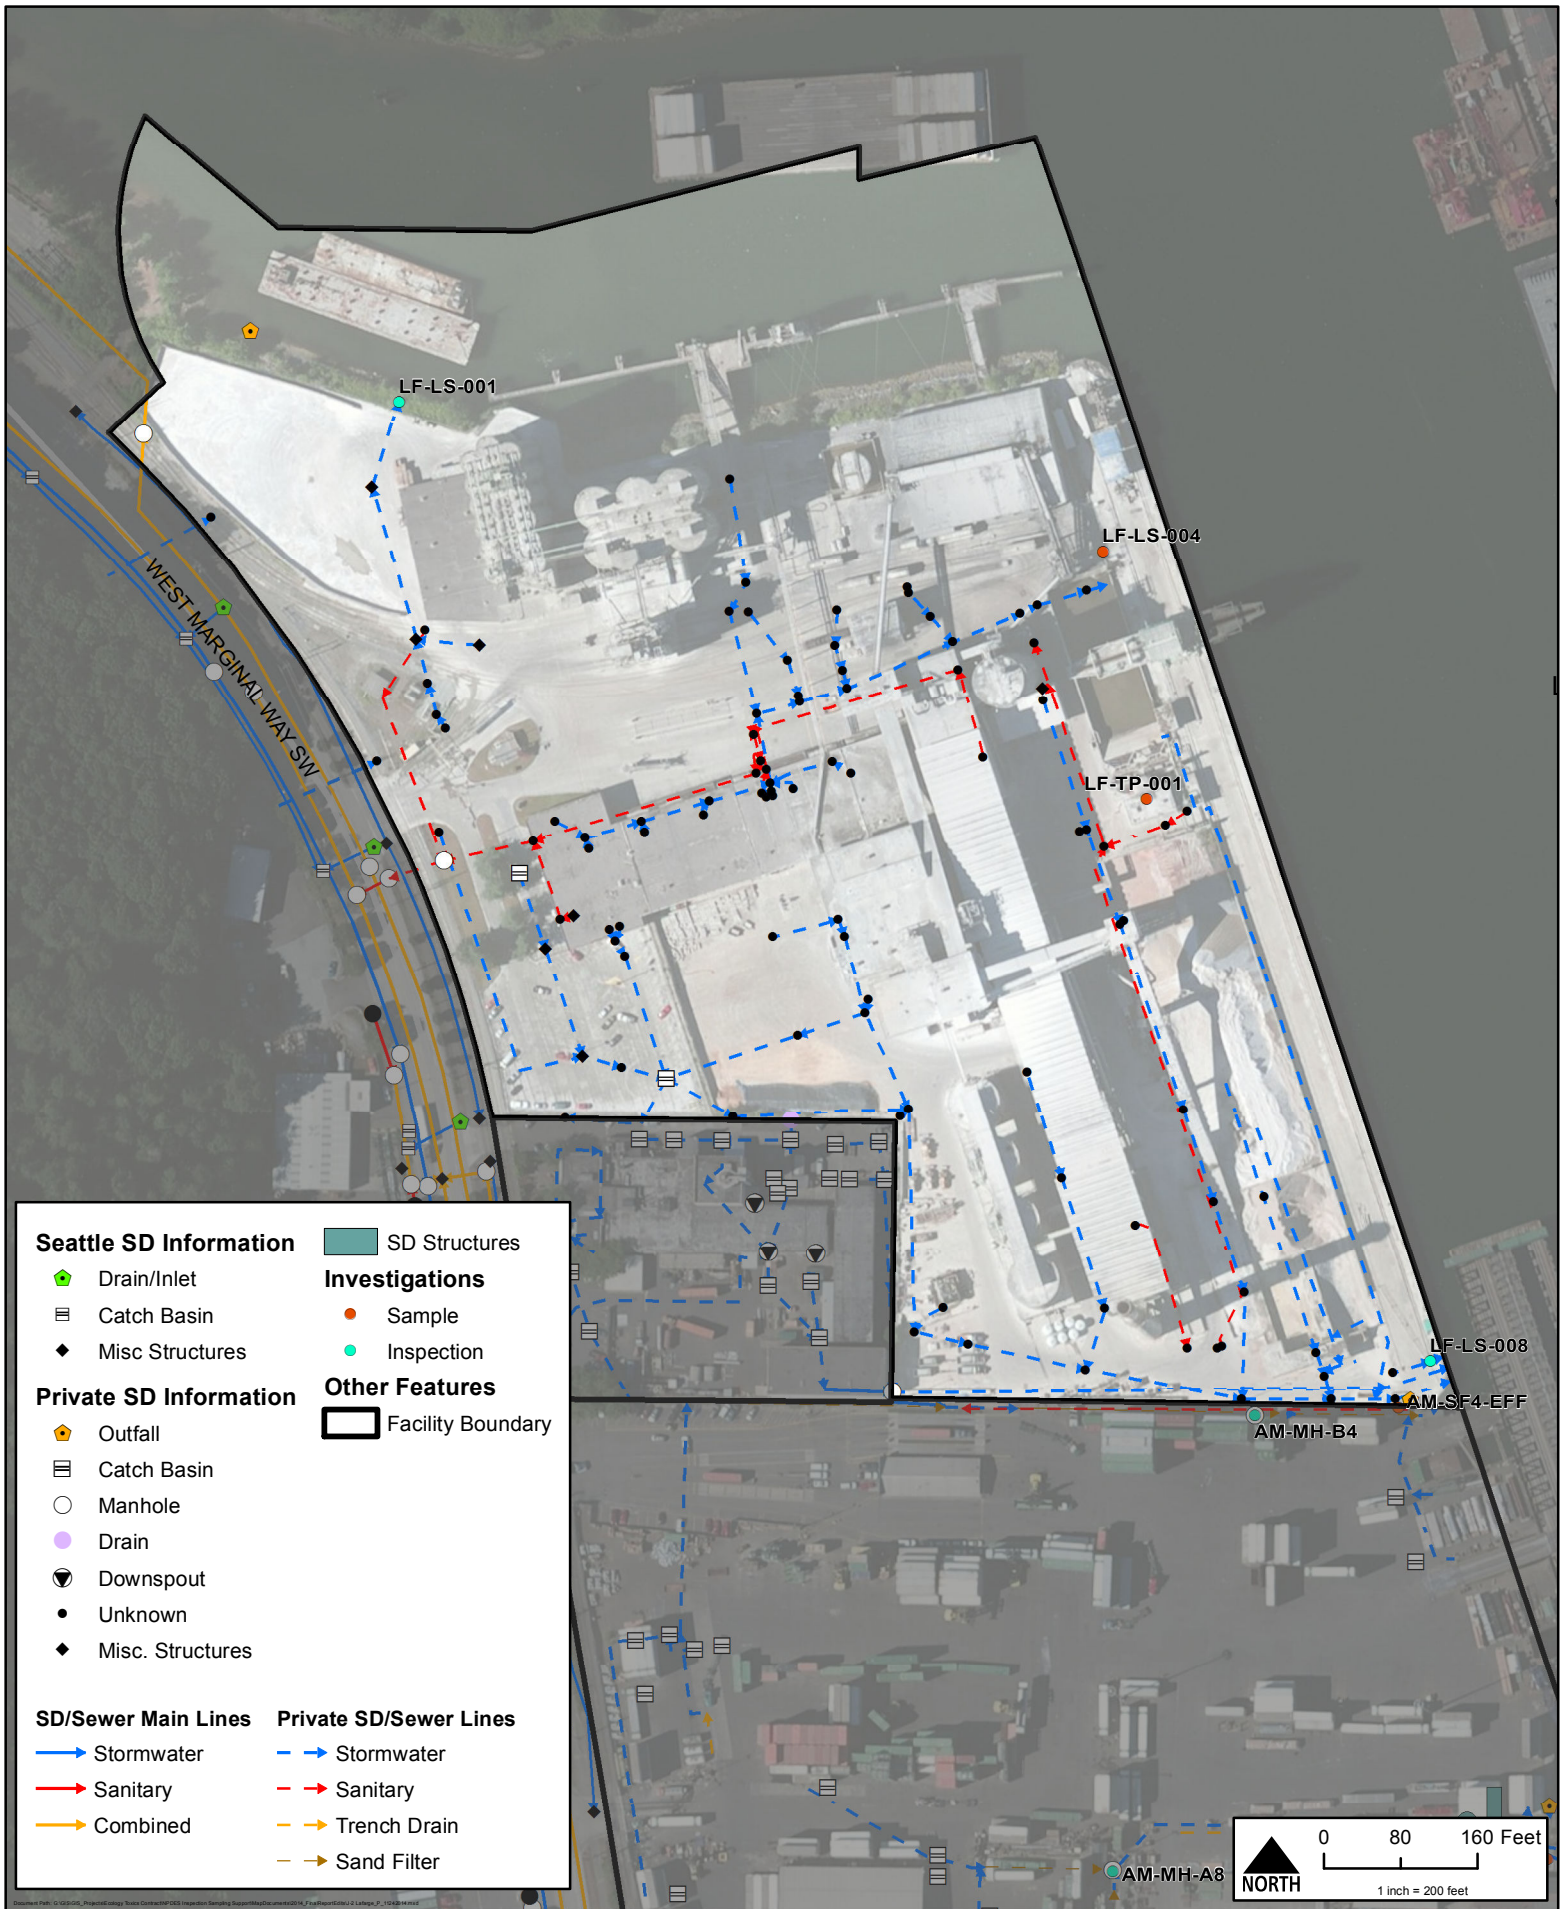 LF-LS-001
LF-LS-004
WEST MARGINAL WAY SW
LF-TP-001
LF-LS-008
AM-SF4-EFF
AM-MH-B4
AM-MH-A8
Seattle SD Information
Drain/Inlet
Catch Basin
Misc Structures
Private SD Information
Outfall
Catch Basin
Manhole
Drain
Downspout
Unknown
Misc. Structures
SD Structures
Investigations
Sample
Inspection
Other Features
Facility Boundary
SD/Sewer Main Lines
Stormwater
Sanitary
Combined
Private SD/Sewer Lines
Stormwater
Sanitary
Trench Drain
Sand Filter
NORTH
0 80 160 Feet
1 inch = 200 feet